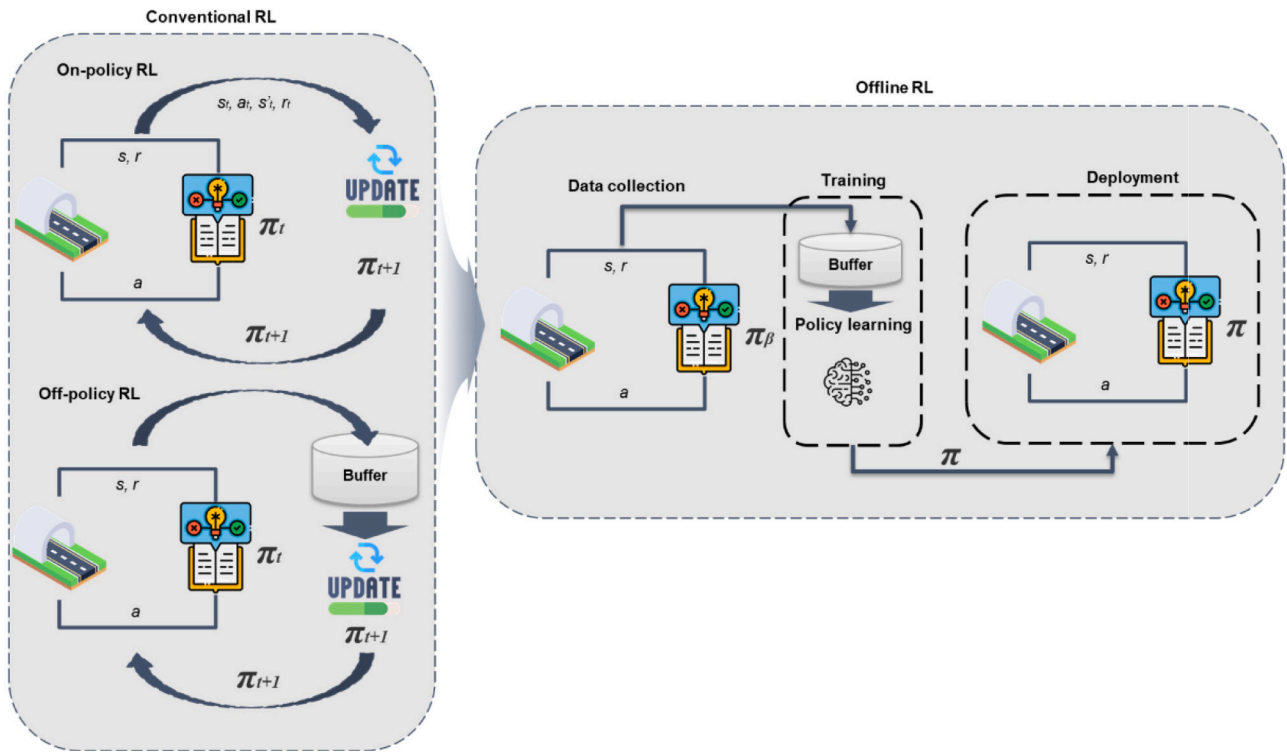 Conventional RL
On-policy RL
sₜ, aₜ, s'ₜ, rₜ
s, r
UPDATE
πₜ
a
πₜ₊₁
πₜ₊₁
Off-policy RL
Buffer
s, r
πₜ
UPDATE
a
πₜ₊₁
πₜ₊₁
Offline RL
Data collection
s, r
π_β
a
Training
Buffer
Policy learning
π
Deployment
s, r
π
a